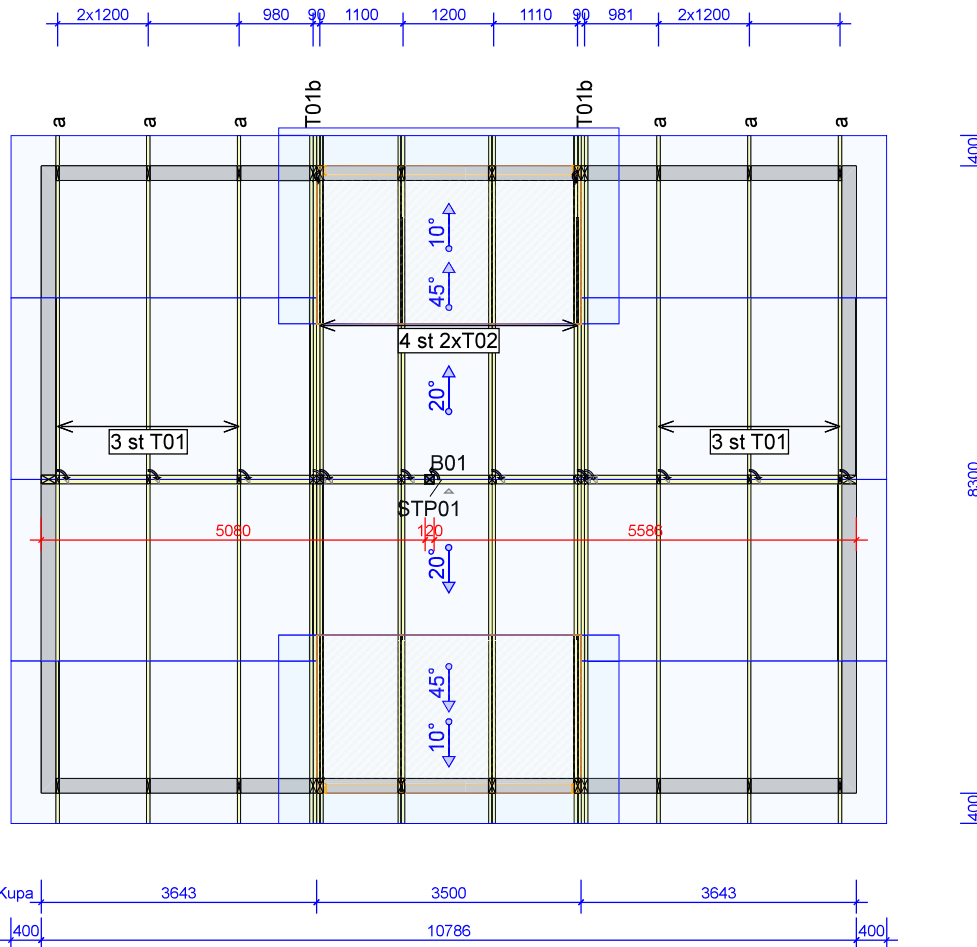 2x1200 980 90 1100 1200 1110 90 981 2x1200
a a a T01b T01b a a a
400
10°
45°
4 st 2xT02
20°
3 st T01 3 st T01
B01
STP01
8300
5080 120 5586
20°
45°
10°
400
Kupa 3643 3500 3643
400 10786 400